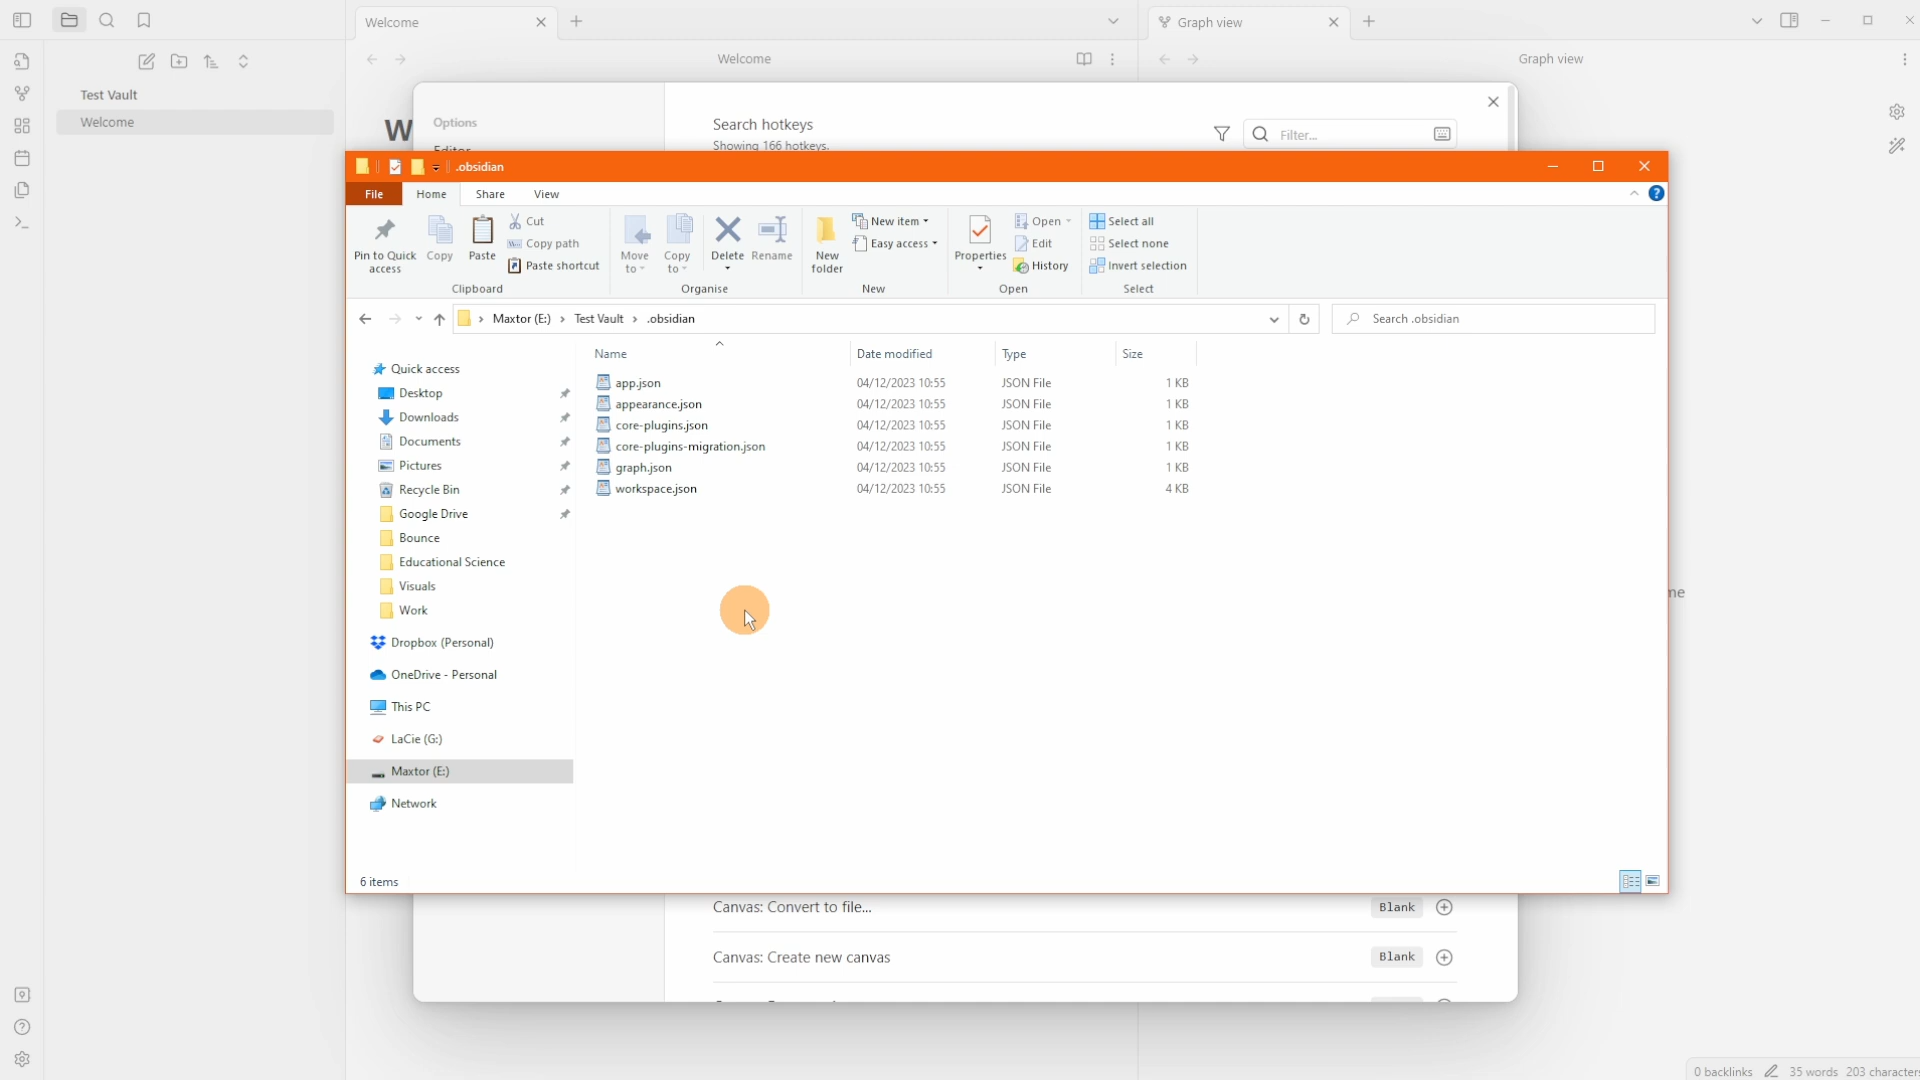 Welcome
Graph view
Welcome
Graph view
Test Vault
Welcome
W
Options
Search hotkeys
Showing 166 hotkeys.
Filter...
Editor
.obsidian
File
Home
Share
View
Pin to Quick access
Copy
Paste
Cut
Copy path
Paste shortcut
Clipboard
Move to
Copy to
Delete
Rename
Organise
New folder
New item
Easy access
New
Properties
Open
Edit
History
Open
Select all
Select none
Invert selection
Select
Maxtor (E:) > Test Vault > .obsidian
Search .obsidian
Quick access
Desktop
Downloads
Documents
Pictures
Recycle Bin
Google Drive
Bounce
Educational Science
Visuals
Work
Dropbox (Personal)
OneDrive - Personal
This PC
LaCie (G:)
Maxtor (E:)
Network
Name Date modified Type Size
app.json 04/12/2023 10:55 JSON File 1 KB
appearance.json 04/12/2023 10:55 JSON File 1 KB
core-plugins.json 04/12/2023 10:55 JSON File 1 KB
core-plugins-migration.json 04/12/2023 10:55 JSON File 1 KB
graph.json 04/12/2023 10:55 JSON File 1 KB
workspace.json 04/12/2023 10:55 JSON File 4 KB
6 items
me
Canvas: Convert to file... Blank
Canvas: Create new canvas Blank
0 backlinks 35 words 203 characters